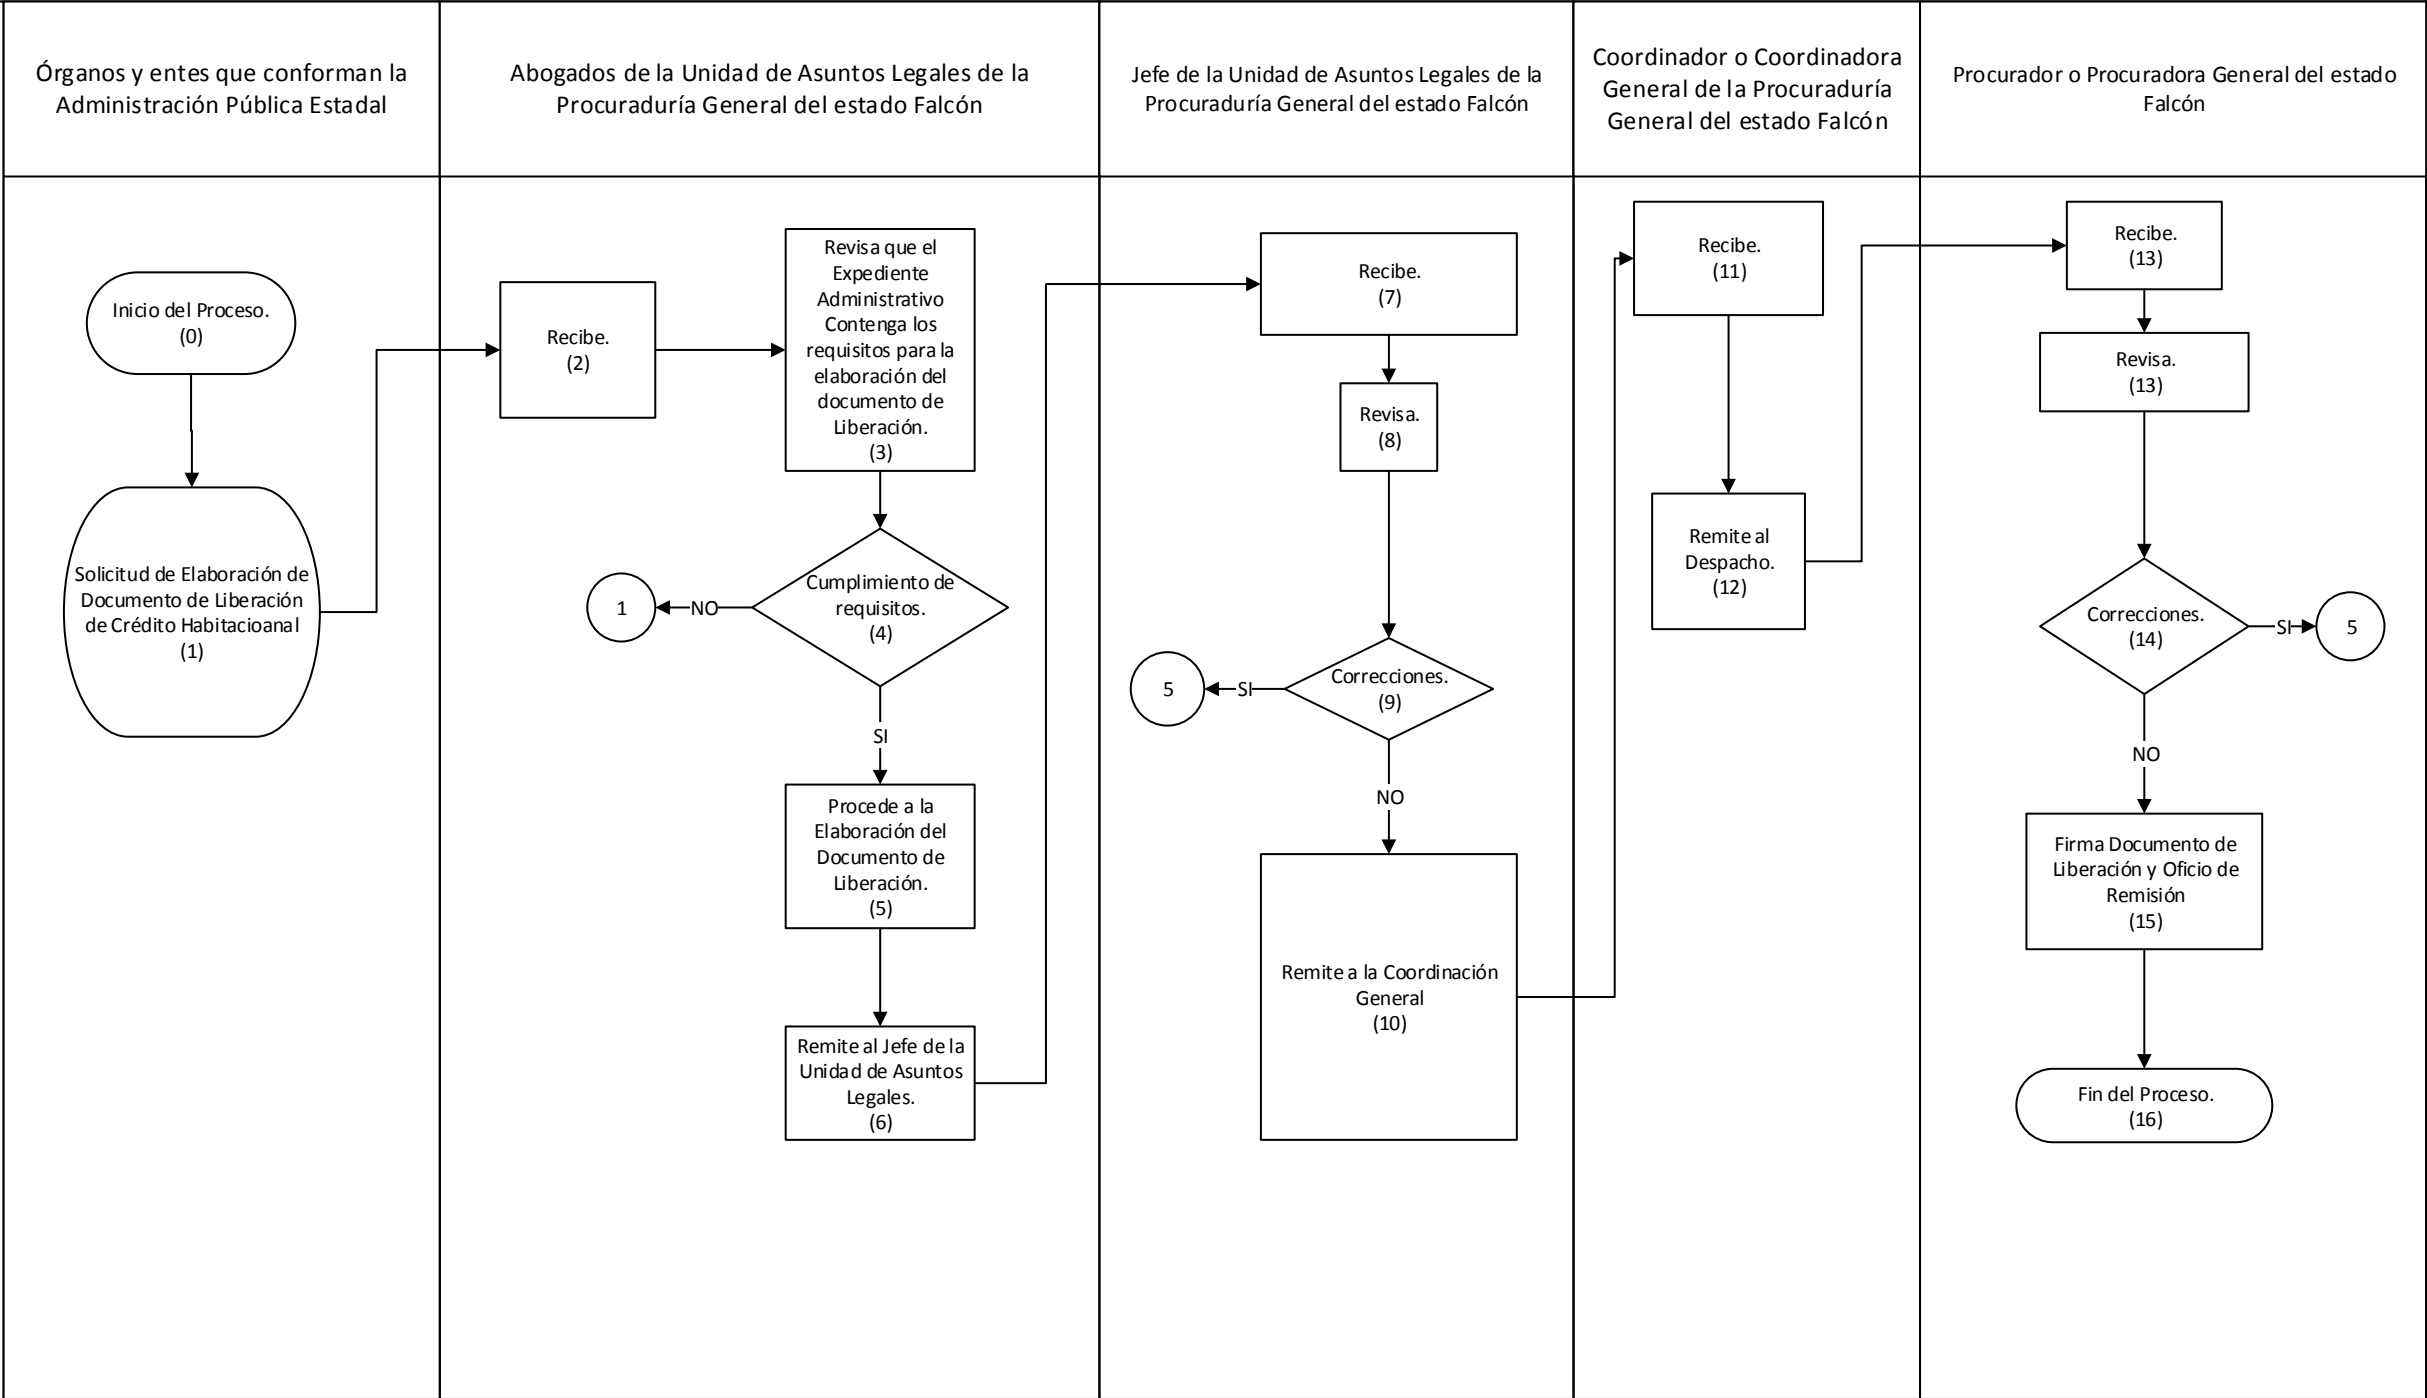 Órganos y entes que conforman la
Administración Pública Estadal
Abogados de la Unidad de Asuntos Legales de la
Procuraduría General del estado Falcón
Jefe de la Unidad de Asuntos Legales de la
Procuraduría General del estado Falcón
Coordinador o Coordinadora
General de la Procuraduría
General del estado Falcón
Procurador o Procuradora General del estado
Falcón
Inicio del Proceso.
(0)
Solicitud de Elaboración de
Documento de Liberación
de Crédito Habitacioanal
(1)
Recibe.
(2)
Revisa que el
Expediente
Administrativo
Contenga los
requisitos para la
elaboración del
documento de
Liberación.
(3)
Cumplimiento de
requisitos.
(4)
NO
1
SI
Procede a la
Elaboración del
Documento de
Liberación.
(5)
Remite al Jefe de la
Unidad de Asuntos
Legales.
(6)
Recibe.
(7)
Revisa.
(8)
Correcciones.
(9)
SI
5
NO
Remite a la Coordinación
General
(10)
Recibe.
(11)
Remite al
Despacho.
(12)
Recibe.
(13)
Revisa.
(13)
Correcciones.
(14)
SI
5
NO
Firma Documento de
Liberación y Oficio de
Remisión
(15)
Fin del Proceso.
(16)